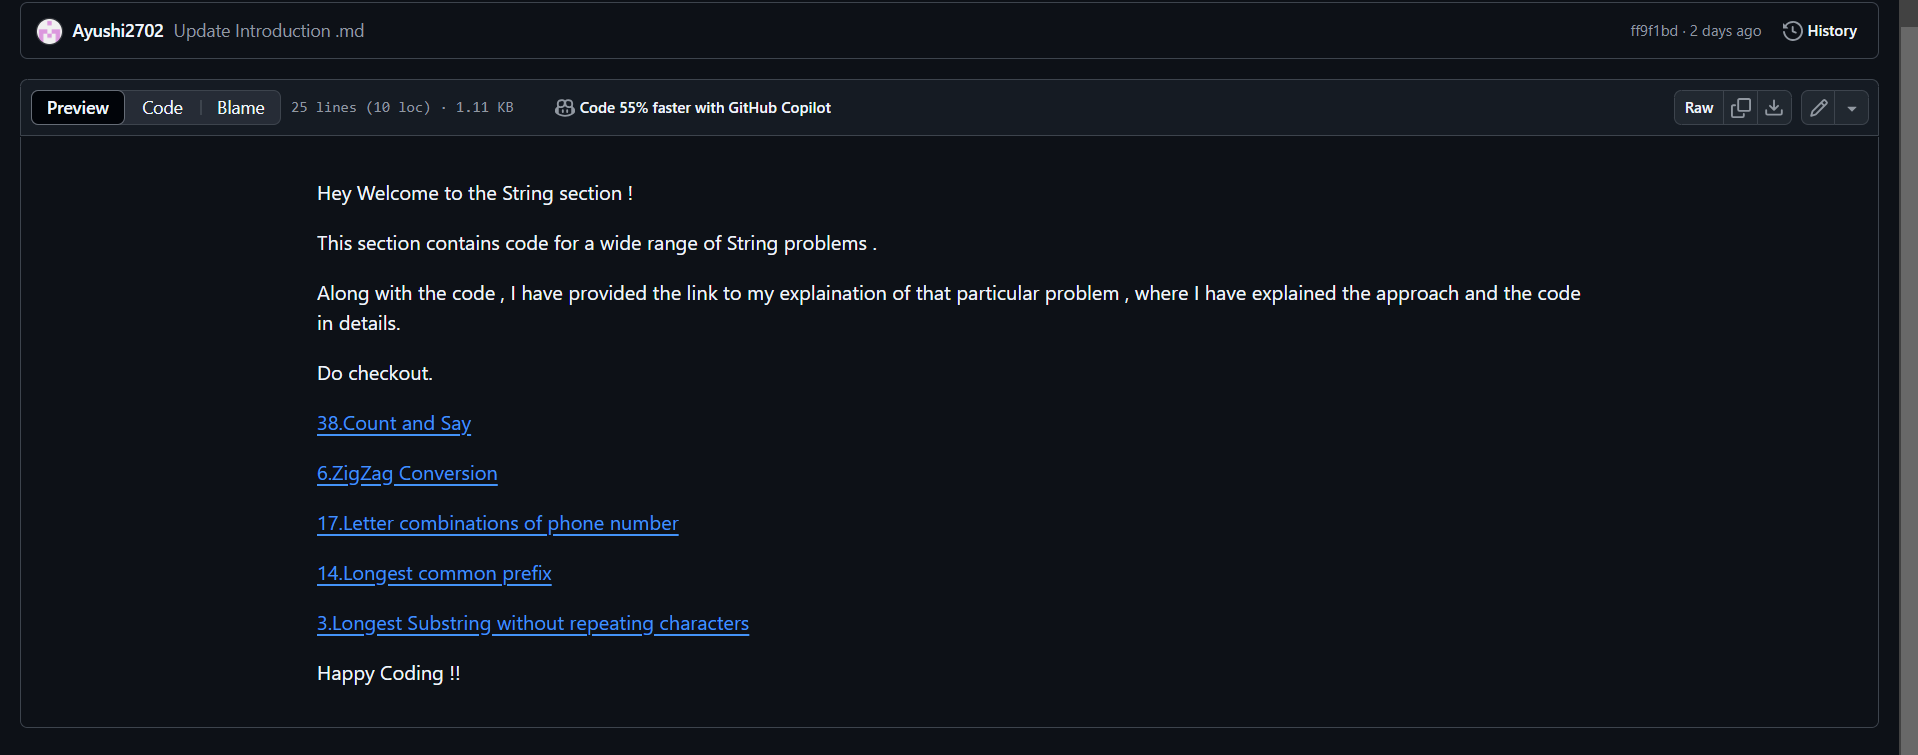 Ayushi2702 Update Introduction .md ff9f1bd · 2 days ago History
Preview Code Blame 25 lines (10 loc) · 1.11 KB Code 55% faster with GitHub Copilot Raw
Hey Welcome to the String section !
This section contains code for a wide range of String problems .
Along with the code , I have provided the link to my explaination of that particular problem , where I have explained the approach and the code
in details.
Do checkout.
38.Count and Say
6.ZigZag Conversion
17.Letter combinations of phone number
14.Longest common prefix
3.Longest Substring without repeating characters
Happy Coding !!